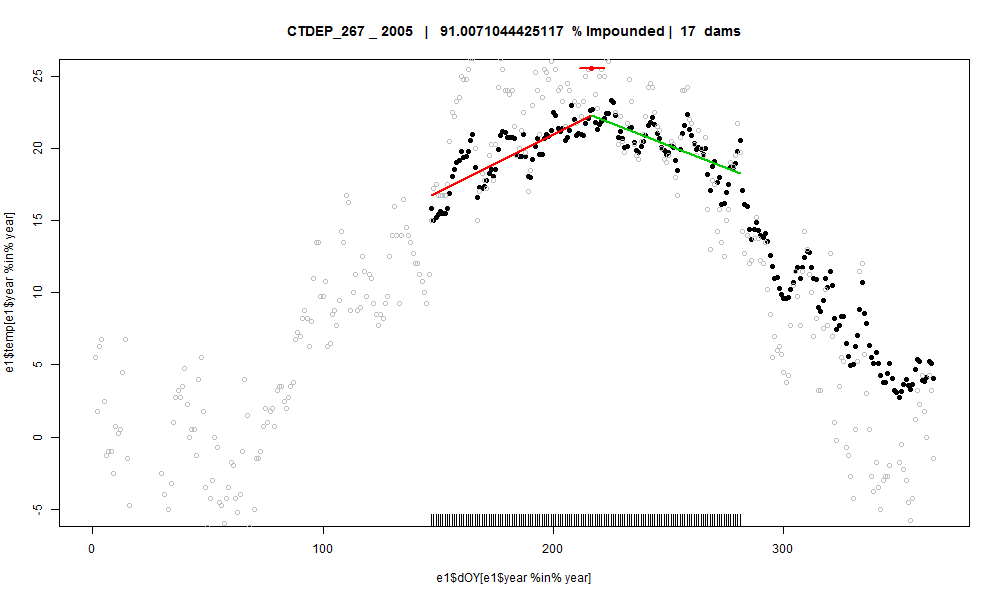 CTDEP_267 _ 2005 | 91.0071044425117 % Impounded | 17 dams
e1$temp[e1$year %in% year]
25
20
15
10
5
0
-5
0 100 200 300
e1$dOY[e1$year %in% year]